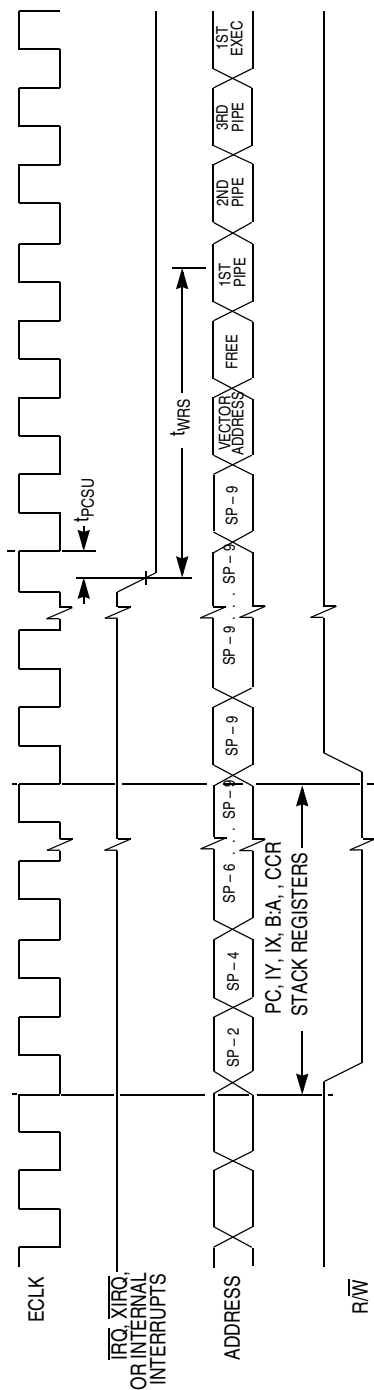 ECLK
t PCSU
IRQ, XIRQ,
OR INTERNAL
INTERRUPTS
t WRS
ADDRESS
SP – 2
SP – 4
SP – 6 . . . SP – 9
SP – 9
SP – 9 . . . SP – 9
SP – 9
VECTOR
ADDRESS
FREE
1ST
PIPE
2ND
PIPE
3RD
PIPE
1ST
EXEC
PC, IY, IX, B:A, , CCR
STACK REGISTERS
R/W